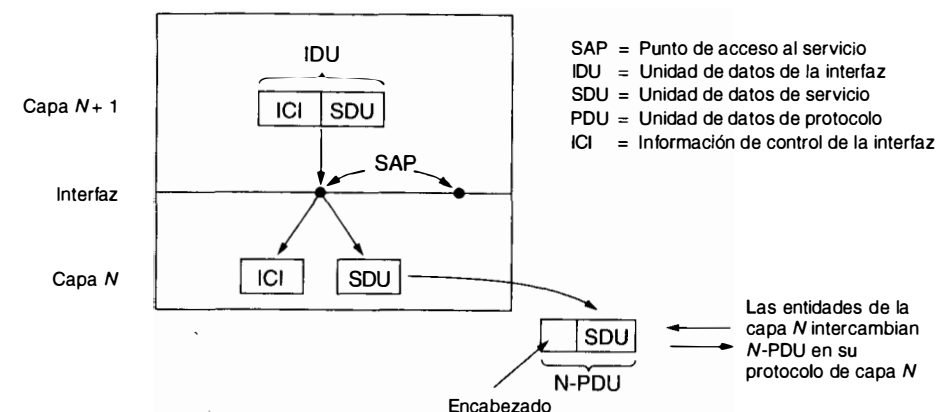 IDU
ICI SDU
Capa N + 1
SAP
Interfaz
ICI SDU
Capa N
SDU
N-PDU
Encabezado
SAP = Punto de acceso al servicio
IDU = Unidad de datos de la interfaz
SDU = Unidad de datos de servicio
PDU = Unidad de datos de protocolo
ICI = Información de control de la interfaz
Las entidades de la
capa N intercambian
N-PDU en su
protocolo de capa N